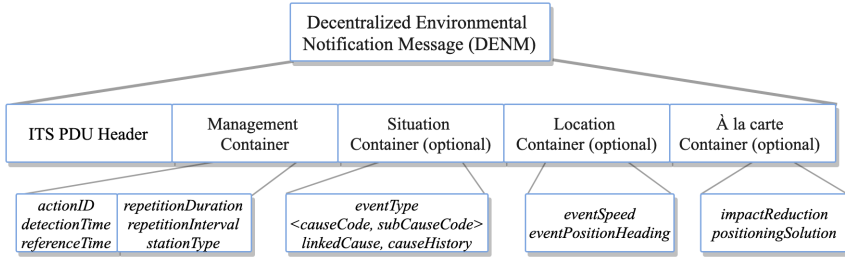 Decentralized Environmental
Notification Message (DENM)
ITS PDU Header
Management
Container
Situation
Container (optional)
Location
Container (optional)
À la carte
Container (optional)
actionID
detectionTime
referenceTime
repetitionDuration
repetitionInterval
stationType
eventType
<causeCode, subCauseCode>
linkedCause, causeHistory
eventSpeed
eventPositionHeading
impactReduction
positioningSolution